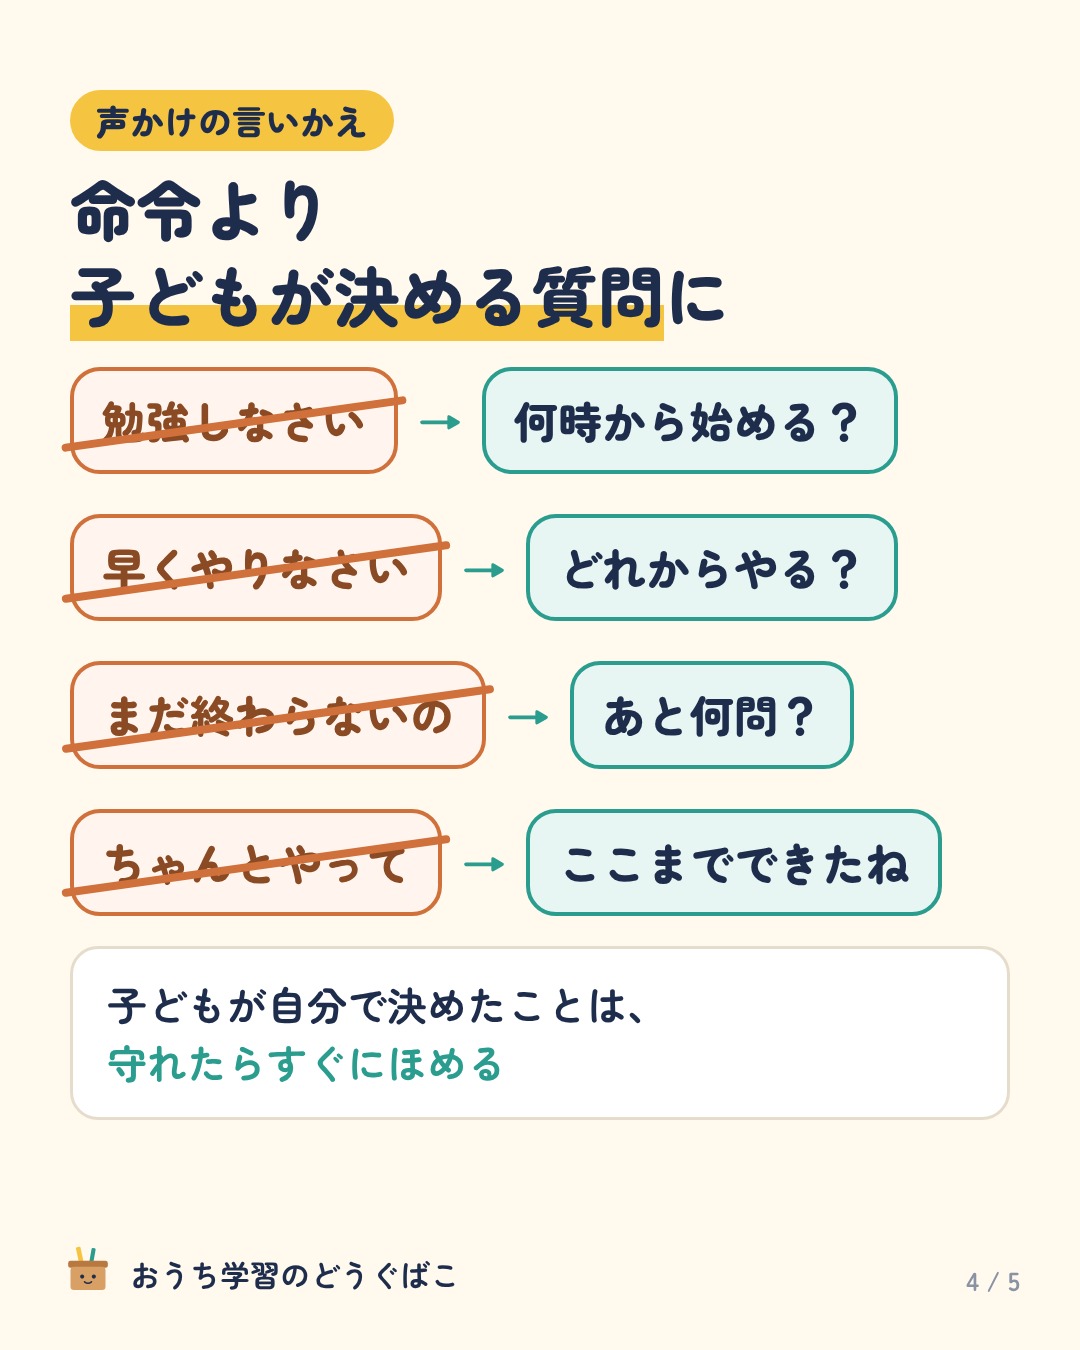 声かけの言いかえ
命令より
子どもが決める質問に
勉強しなさい → 何時から始める？
早くやりなさい → どれからやる？
まだ終わらないの → あと何問？
ちゃんとやって → ここまでできたね
子どもが自分で決めたことは、
守れたらすぐにほめる
おうち学習のどうぐばこ
4 / 5